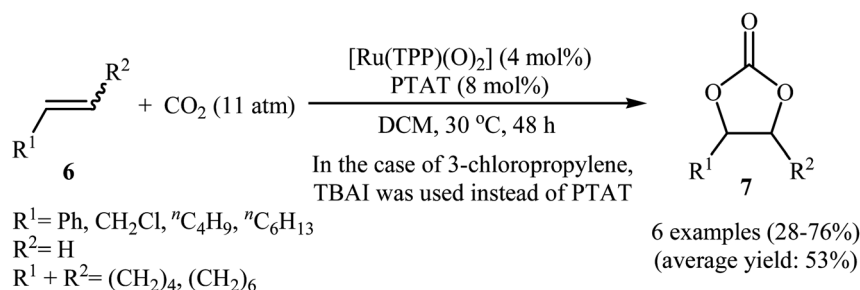 R¹ R² 6
+ CO₂ (11 atm)
[Ru(TPP)(O)₂] (4 mol%)
PTAT (8 mol%)
DCM, 30 ºC, 48 h
In the case of 3-chloropropylene,
TBAI was used instead of PTAT
O
O O
R¹ R²
7
R¹= Ph, CH₂Cl, ⁿC₄H₉, ⁿC₆H₁₃
R²= H
R¹ + R²= (CH₂)₄, (CH₂)₆
6 examples (28-76%)
(average yield: 53%)